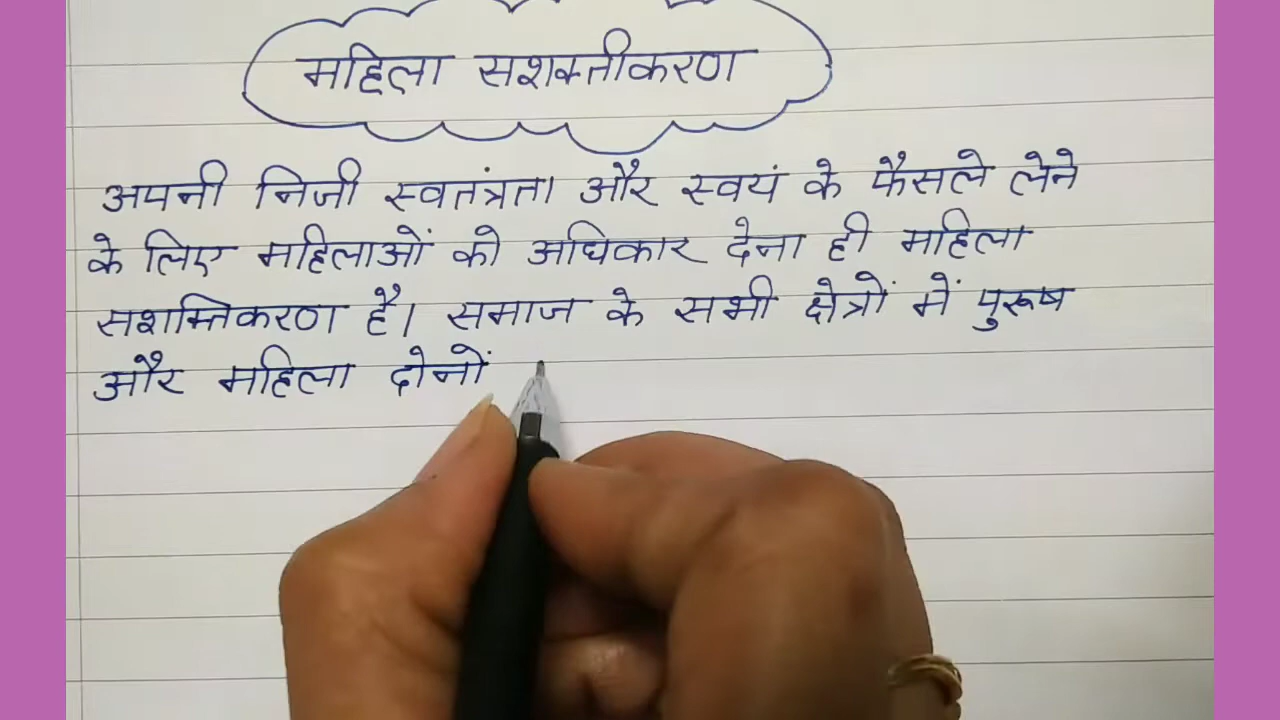 महिला सशक्तीकरण
अपनी निजी स्वतंत्रता और स्वयं के फैसले लेने
के लिए महिलाओं को अधिकार देना ही महिला
सशक्तिकरण है। समाज के सभी क्षेत्रों में पुरूष
और महिला दोनों